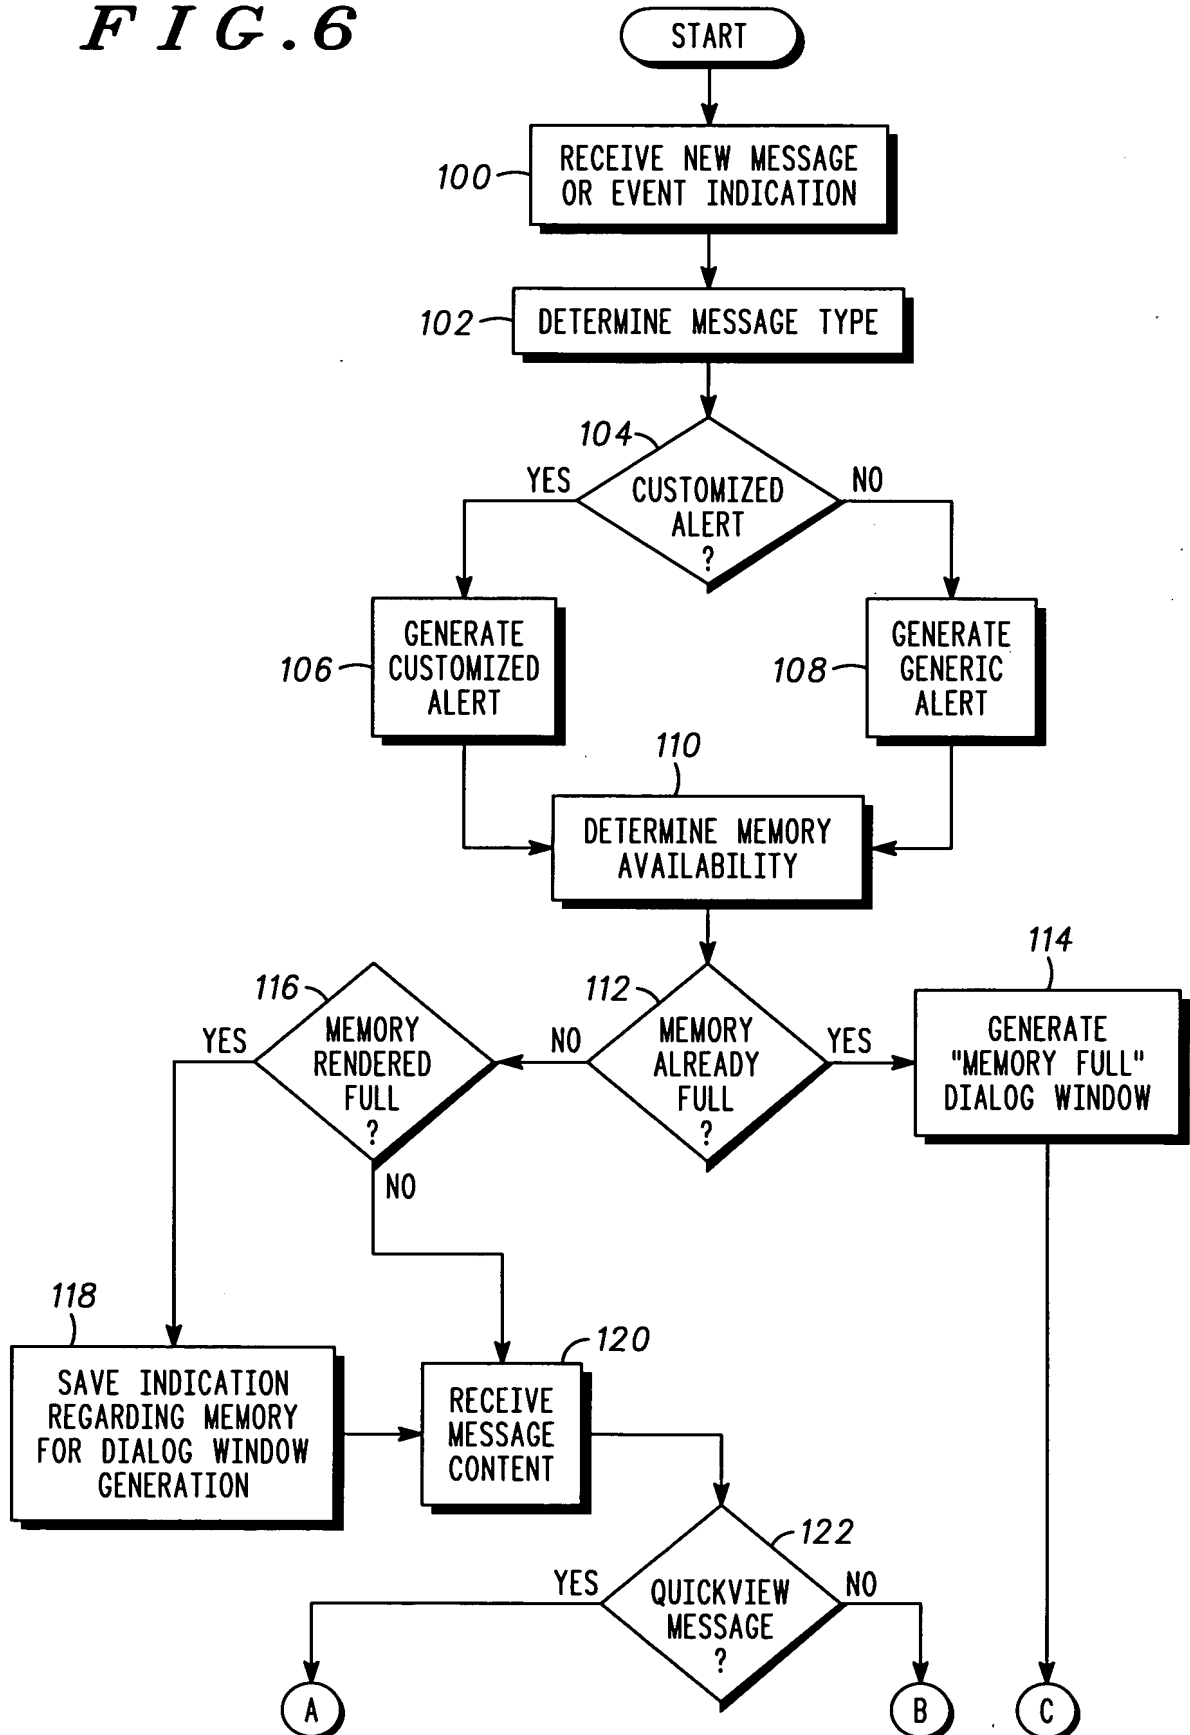 FIG.6
START
100
RECEIVE NEW MESSAGE
OR EVENT INDICATION
102
DETERMINE MESSAGE TYPE
104
YES
CUSTOMIZED
ALERT
?
NO
106
GENERATE
CUSTOMIZED
ALERT
108
GENERATE
GENERIC
ALERT
110
DETERMINE MEMORY
AVAILABILITY
116
YES
MEMORY
RENDERED
FULL
?
NO
112
NO
MEMORY
ALREADY
FULL
?
YES
114
GENERATE
"MEMORY FULL"
DIALOG WINDOW
118
SAVE INDICATION
REGARDING MEMORY
FOR DIALOG WINDOW
GENERATION
120
RECEIVE
MESSAGE
CONTENT
122
YES
QUICKVIEW
MESSAGE
?
NO
A
B
C